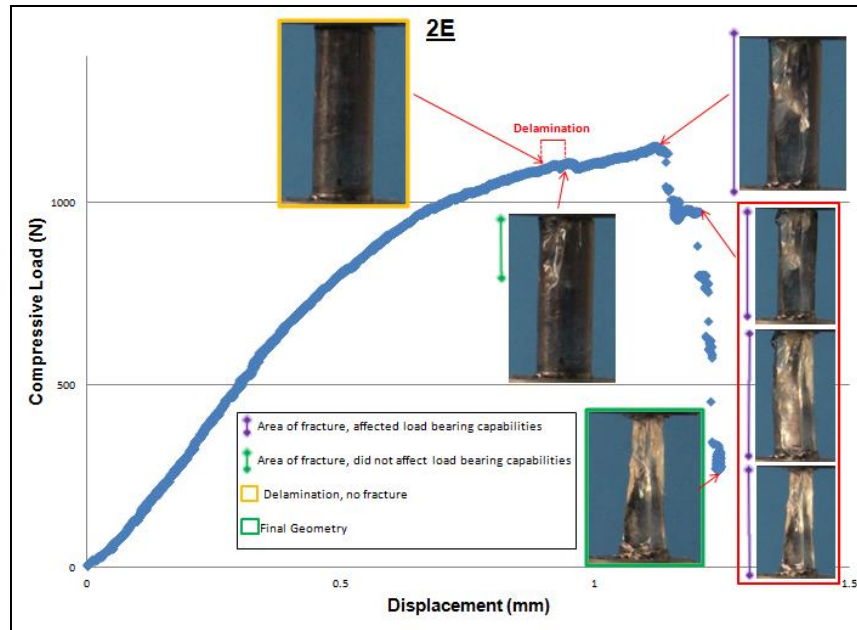 2E
Delamination
1000
500
0
0
0.5
1
1.5
Compressive Load (N)
Displacement (mm)
Area of fracture, affected load bearing capabilities
Area of fracture, did not affect load bearing capabilities
Delamination, no fracture
Final Geometry